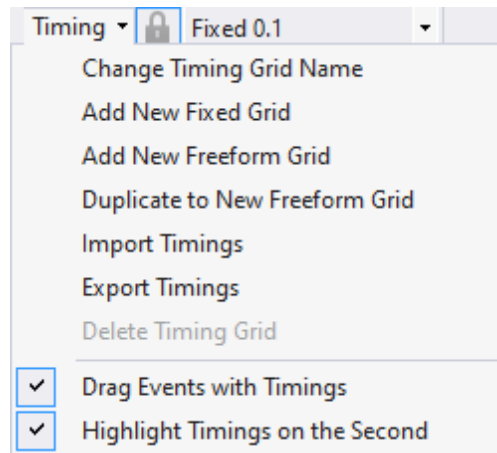 Timing Fixed 0.1
Change Timing Grid Name
Add New Fixed Grid
Add New Freeform Grid
Duplicate to New Freeform Grid
Import Timings
Export Timings
Delete Timing Grid
Drag Events with Timings
Highlight Timings on the Second